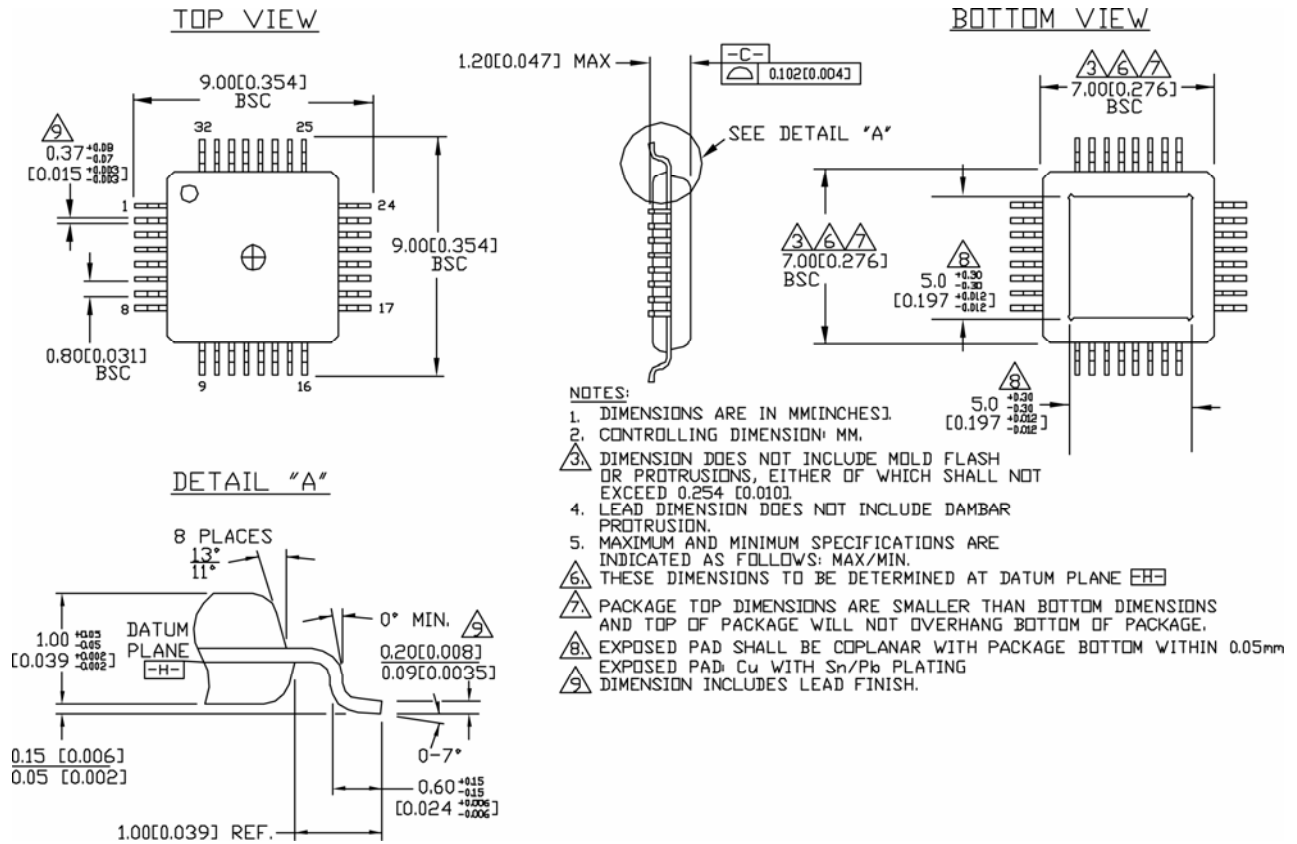 TOP VIEW
9.00[0.354]
BSC
9
0.37 +0.08 -0.07
[0.015 +0.003 -0.003]
32 25
1 24
8 17
9 16
9.00[0.354]
BSC
0.80[0.031]
BSC
1.20[0.047] MAX
-C-
0.102[0.004]
SEE DETAIL "A"
BOTTOM VIEW
3 6 7
7.00[0.276]
BSC
3 6 7
7.00[0.276]
BSC
8
5.0 +0.30 -0.30
[0.197 +0.012 -0.012]
8
5.0 +0.30 -0.30
[0.197 +0.012 -0.012]
NOTES:
1. DIMENSIONS ARE IN MM[INCHES].
2. CONTROLLING DIMENSION: MM.
3. DIMENSION DOES NOT INCLUDE MOLD FLASH
OR PROTRUSIONS, EITHER OF WHICH SHALL NOT
EXCEED 0.254 [0.010].
4. LEAD DIMENSION DOES NOT INCLUDE DAMBAR
PROTRUSION.
5. MAXIMUM AND MINIMUM SPECIFICATIONS ARE
INDICATED AS FOLLOWS: MAX/MIN.
6. THESE DIMENSIONS TO BE DETERMINED AT DATUM PLANE -H-
7. PACKAGE TOP DIMENSIONS ARE SMALLER THAN BOTTOM DIMENSIONS
AND TOP OF PACKAGE WILL NOT OVERHANG BOTTOM OF PACKAGE.
8. EXPOSED PAD SHALL BE COPLANAR WITH PACKAGE BOTTOM WITHIN 0.05mm
EXPOSED PAD: Cu WITH Sn/Pb PLATING
9. DIMENSION INCLUDES LEAD FINISH.
DETAIL "A"
8 PLACES
13°
11°
1.00 +0.05 -0.05
[0.039 +0.002 -0.002]
DATUM
PLANE
-H-
0° MIN.
9
0.20[0.008]
0.09[0.0035]
0.15 [0.006]
0.05 [0.002]
0-7°
0.60 +0.15 -0.15
[0.024 +0.006 -0.006]
1.00[0.039] REF.